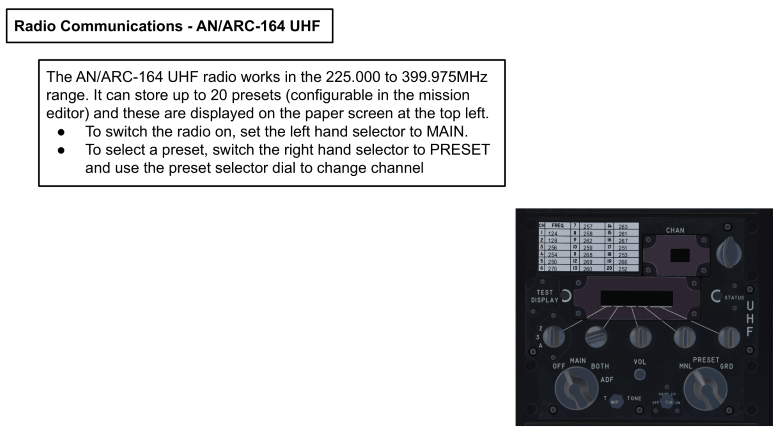 Radio Communications - AN/ARC-164 UHF
The AN/ARC-164 UHF radio works in the 225.000 to 399.975MHz
range. It can store up to 20 presets (configurable in the mission
editor) and these are displayed on the paper screen at the top left.
● To switch the radio on, set the left hand selector to MAIN.
● To select a preset, switch the right hand selector to PRESET
and use the preset selector dial to change channel
CH FREQ 7 257 14 263
1 124 8 258 15 261
2 128 9 262 16 267
3 256 10 259 17 251
4 254 11 268 18 253
5 250 12 269 19 266
6 270 13 260 20 252
CHAN
TEST
DISPLAY
STATUS
UHF
2
3
A
OFF MAIN BOTH ADF
VOL
MNL PRESET GRD
T TONE
OFF